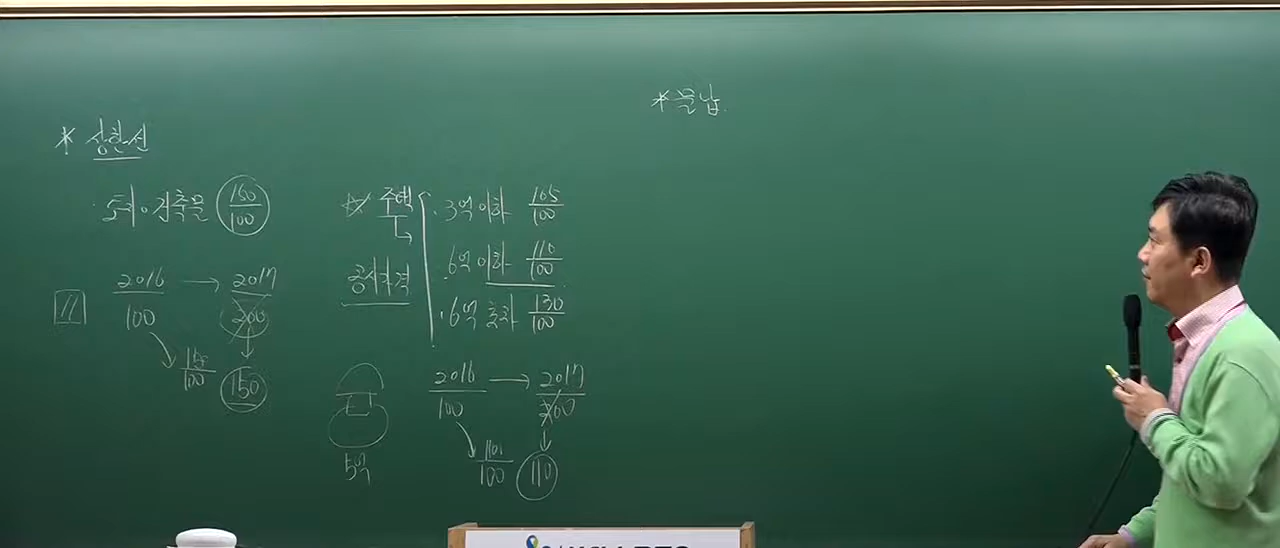 * 상한선
토지, 건축물 150/100
2016 → 2017
100 200
150/100 150
* 주택
공시가격
· 3억 이하 105/100
· 6억 이하 110/100
· 6억 초과 130/100
2016 → 2017
100 200
110/100 110
5억
* 물납